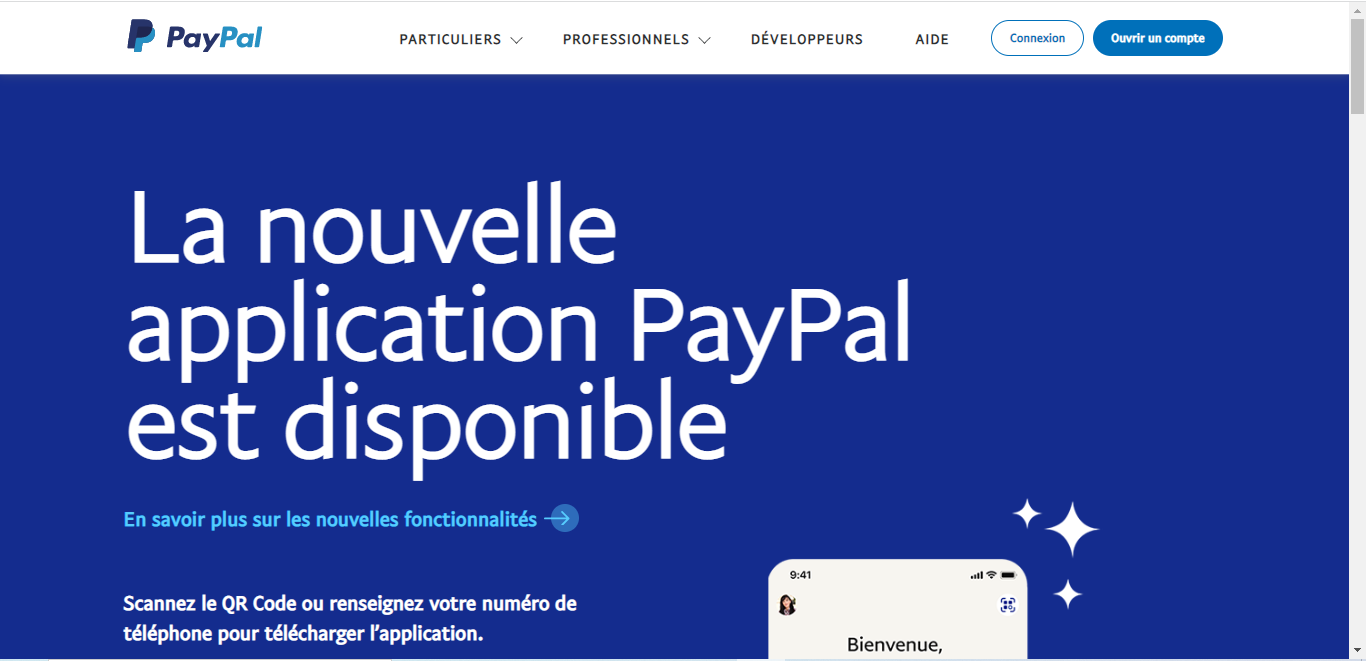 PayPal
PARTICULIERS
PROFESSIONNELS
DÉVELOPPEURS
AIDE
Connexion
Ouvrir un compte
La nouvelle
application PayPal
est disponible
En savoir plus sur les nouvelles fonctionnalités
Scannez le QR Code ou renseignez votre numéro de
téléphone pour télécharger l’application.
9:41
Bienvenue,